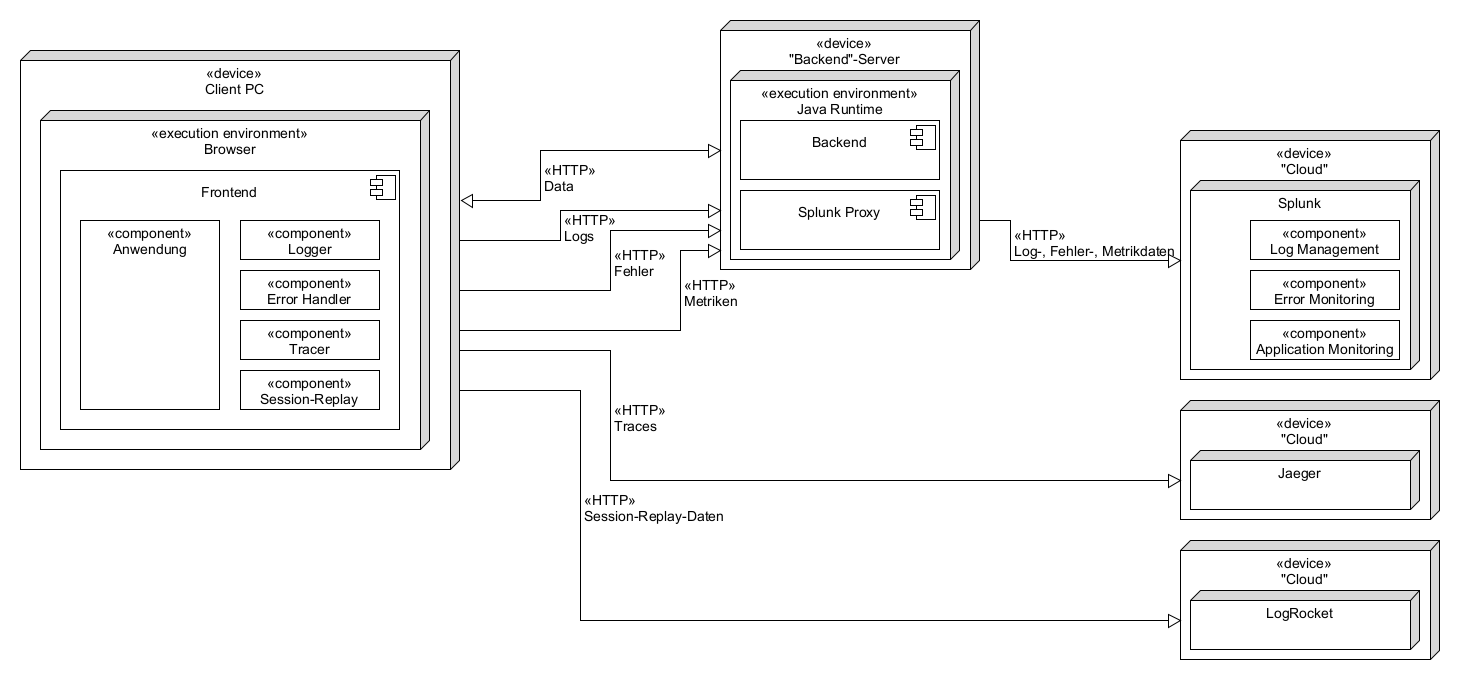 «device»
Client PC
«execution environment»
Browser
Frontend
«component»
Anwendung
«component»
Logger
«component»
Error Handler
«component»
Tracer
«component»
Session-Replay
«HTTP»
Data
«HTTP»
Logs
«HTTP»
Fehler
«HTTP»
Metriken
«HTTP»
Traces
«HTTP»
Session-Replay-Daten
«device»
"Backend"-Server
«execution environment»
Java Runtime
Backend
Splunk Proxy
«HTTP»
Log-, Fehler-, Metrikdaten
«device»
"Cloud"
Splunk
«component»
Log Management
«component»
Error Monitoring
«component»
Application Monitoring
«device»
"Cloud"
Jaeger
«device»
"Cloud"
LogRocket